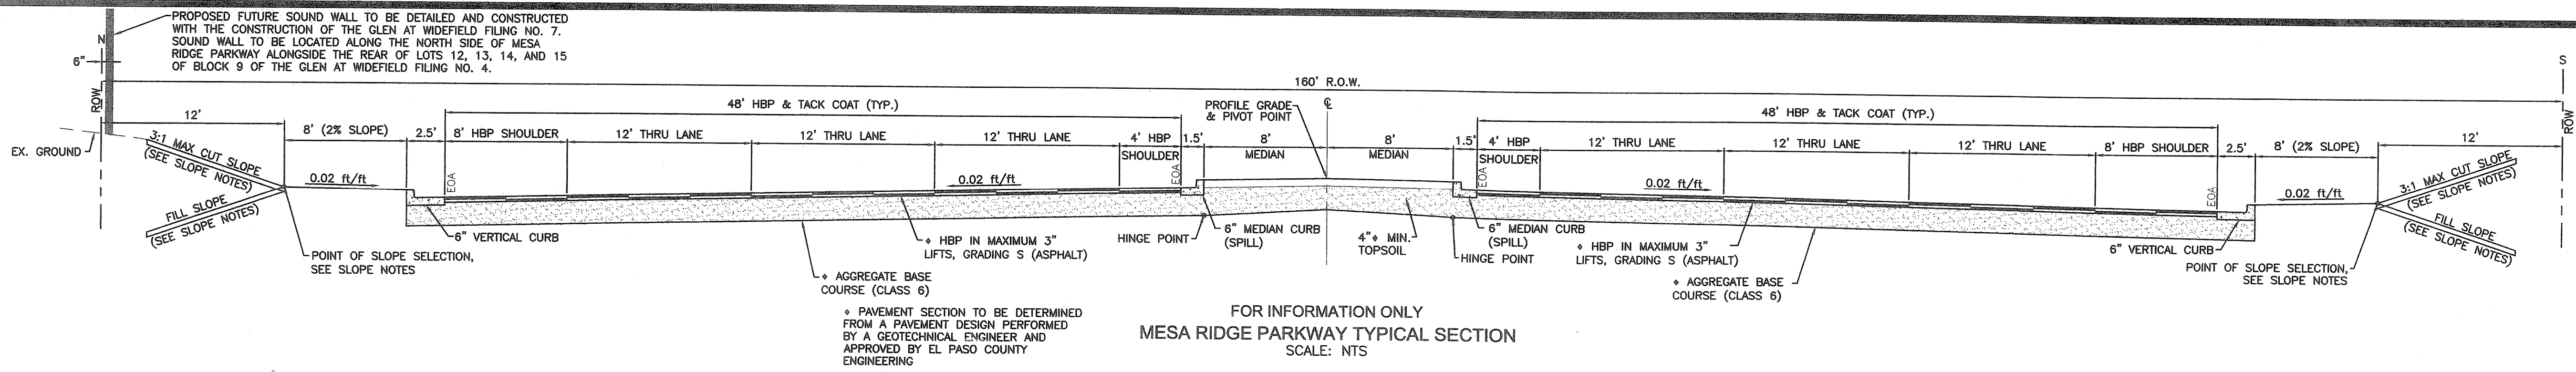 PROPOSED FUTURE SOUND WALL TO BE DETAILED AND CONSTRUCTED
WITH THE CONSTRUCTION OF THE GLEN AT WIDEFIELD FILING NO. 7.
SOUND WALL TO BE LOCATED ALONG THE NORTH SIDE OF MESA
RIDGE PARKWAY ALONGSIDE THE REAR OF LOTS 12, 13, 14, AND 15
OF BLOCK 9 OF THE GLEN AT WIDEFIELD FILING NO. 4.
N
6"
S
160' R.O.W.
ROW
ROW
12'
48' HBP & TACK COAT (TYP.)
PROFILE GRADE
& PIVOT POINT
℄
48' HBP & TACK COAT (TYP.)
12'
8' (2% SLOPE)
2.5'
8' HBP SHOULDER
12' THRU LANE
12' THRU LANE
12' THRU LANE
4' HBP
SHOULDER
1.5'
8'
MEDIAN
8'
MEDIAN
1.5'
4' HBP
SHOULDER
12' THRU LANE
12' THRU LANE
12' THRU LANE
8' HBP SHOULDER
2.5'
8' (2% SLOPE)
EX. GROUND
3:1 MAX CUT SLOPE
(SEE SLOPE NOTES)
FILL SLOPE
(SEE SLOPE NOTES)
0.02 ft/ft
EOA
0.02 ft/ft
EOA
EOA
0.02 ft/ft
EOA
0.02 ft/ft
3:1 MAX CUT SLOPE
(SEE SLOPE NOTES)
FILL SLOPE
(SEE SLOPE NOTES)
POINT OF SLOPE SELECTION,
SEE SLOPE NOTES
6" VERTICAL CURB
⌖ HBP IN MAXIMUM 3"
LIFTS, GRADING S (ASPHALT)
HINGE POINT
6" MEDIAN CURB
(SPILL)
4"⌖ MIN.
TOPSOIL
HINGE POINT
6" MEDIAN CURB
(SPILL)
⌖ HBP IN MAXIMUM 3"
LIFTS, GRADING S (ASPHALT)
6" VERTICAL CURB
POINT OF SLOPE SELECTION,
SEE SLOPE NOTES
⌖ AGGREGATE BASE
COURSE (CLASS 6)
⌖ AGGREGATE BASE
COURSE (CLASS 6)
⌖ PAVEMENT SECTION TO BE DETERMINED
FROM A PAVEMENT DESIGN PERFORMED
BY A GEOTECHNICAL ENGINEER AND
APPROVED BY EL PASO COUNTY
ENGINEERING
FOR INFORMATION ONLY
MESA RIDGE PARKWAY TYPICAL SECTION
SCALE: NTS